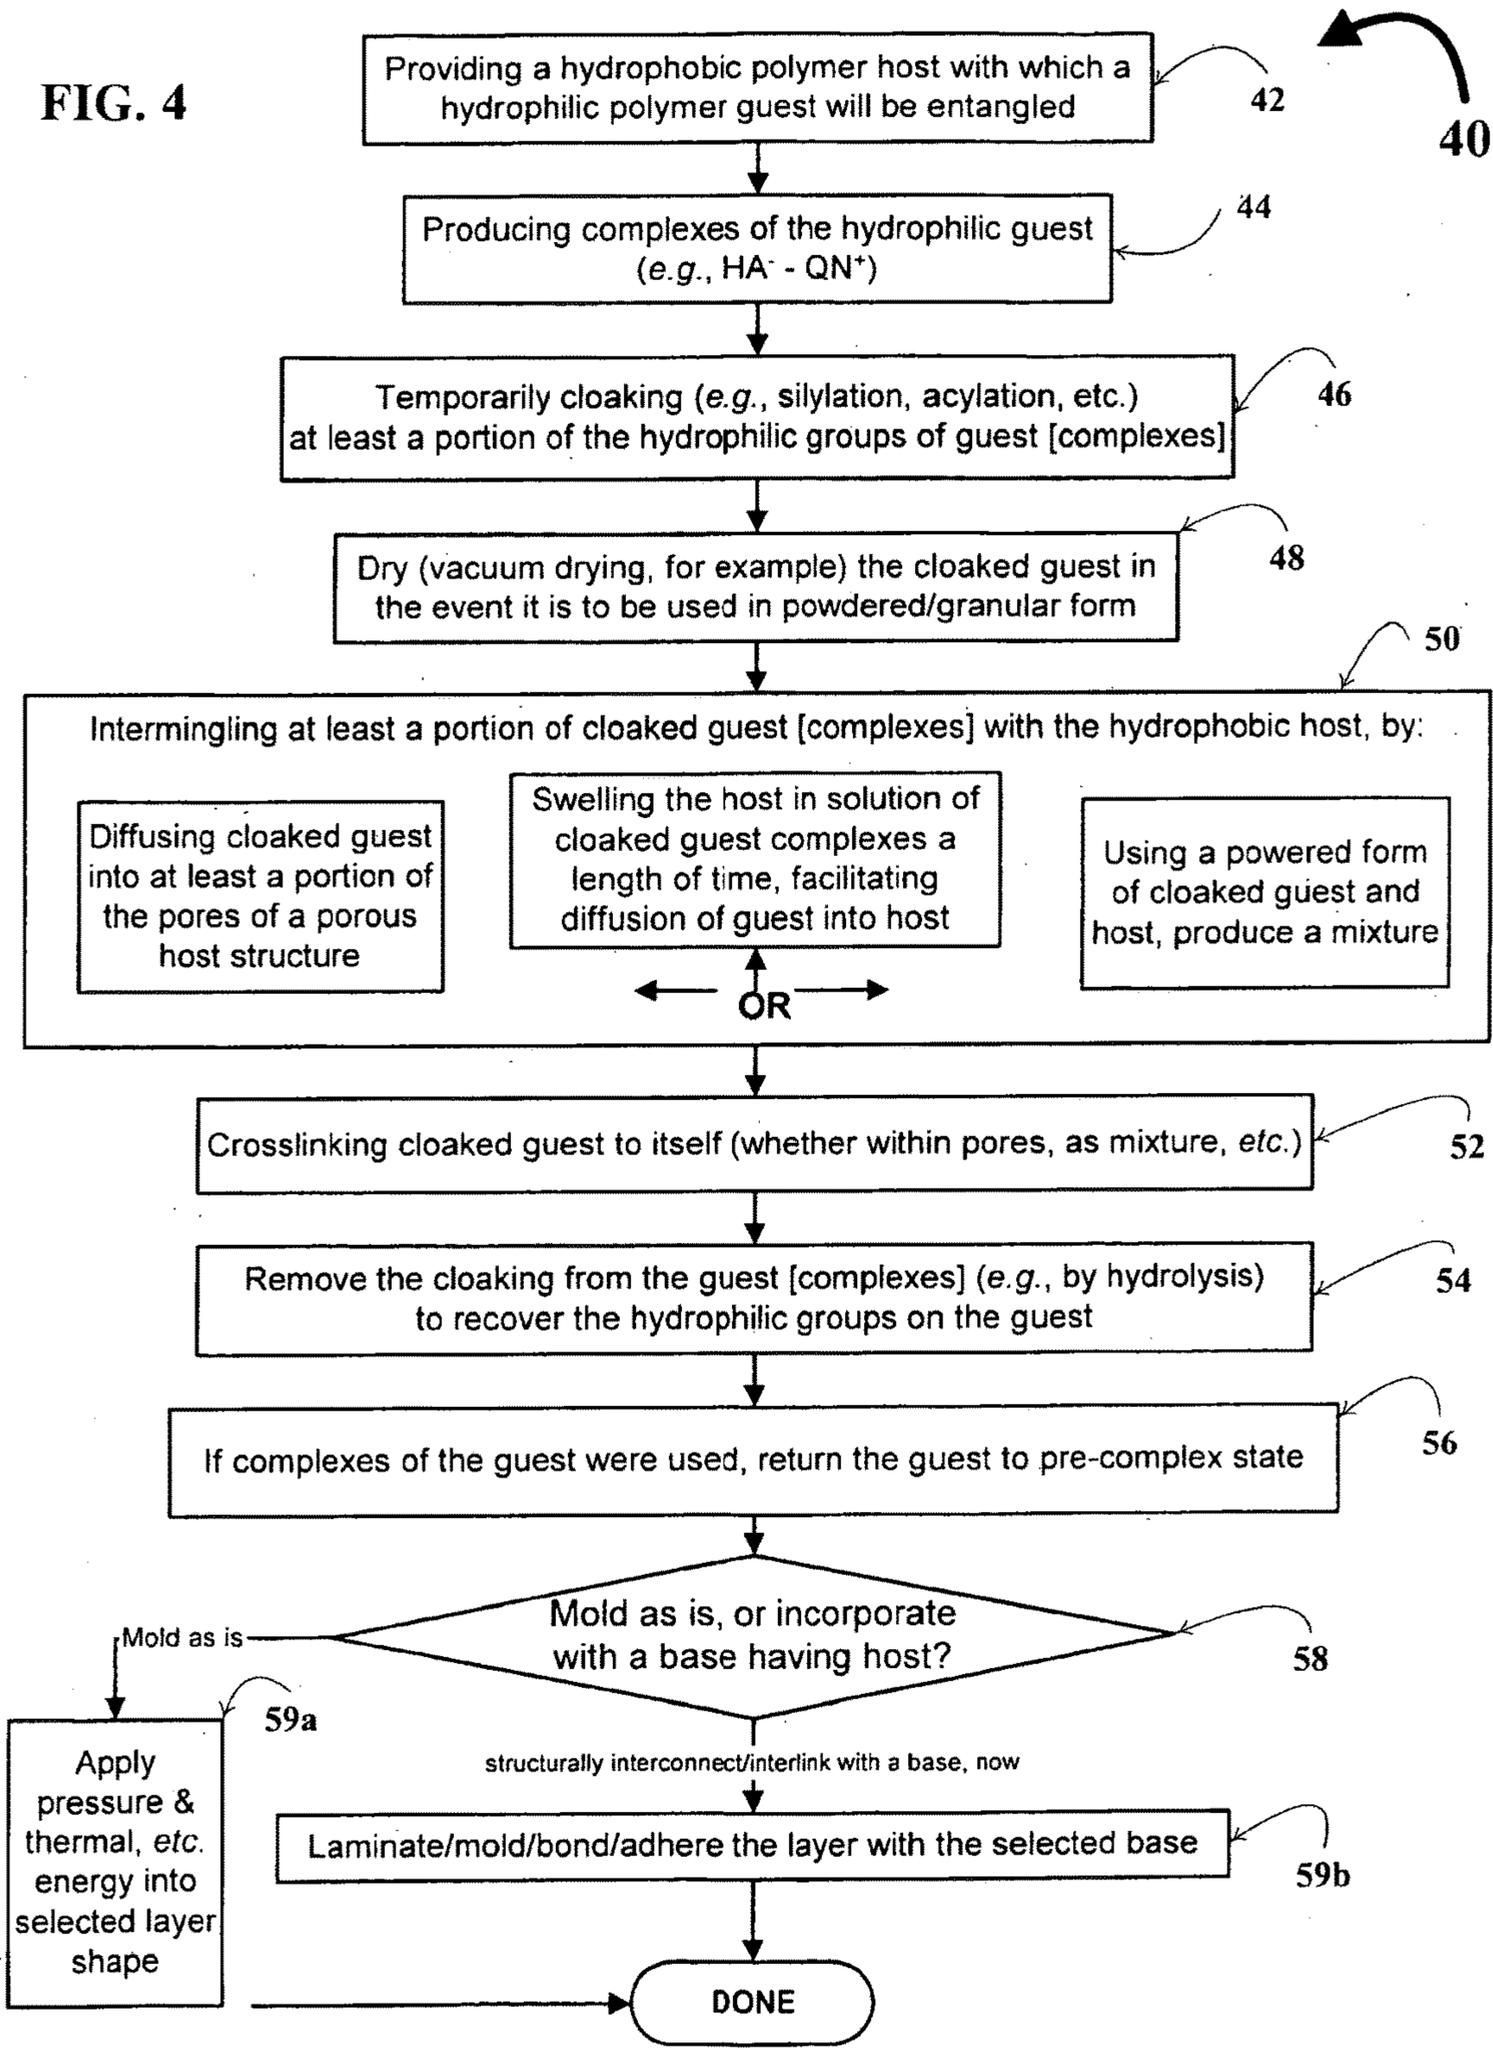 FIG. 4
40
Providing a hydrophobic polymer host with which a
hydrophilic polymer guest will be entangled
42
Producing complexes of the hydrophilic guest
(e.g., HA⁻ - QN⁺)
44
Temporarily cloaking (e.g., silylation, acylation, etc.)
at least a portion of the hydrophilic groups of guest [complexes]
46
Dry (vacuum drying, for example) the cloaked guest in
the event it is to be used in powdered/granular form
48
50
Intermingling at least a portion of cloaked guest [complexes] with the hydrophobic host, by:
Diffusing cloaked guest
into at least a portion of
the pores of a porous
host structure
Swelling the host in solution of
cloaked guest complexes a
length of time, facilitating
diffusion of guest into host
Using a powered form
of cloaked guest and
host, produce a mixture
OR
Crosslinking cloaked guest to itself (whether within pores, as mixture, etc.)
52
Remove the cloaking from the guest [complexes] (e.g., by hydrolysis)
to recover the hydrophilic groups on the guest
54
If complexes of the guest were used, return the guest to pre-complex state
56
Mold as is, or incorporate
with a base having host?
58
Mold as is
59a
Apply
pressure &
thermal, etc.
energy into
selected layer
shape
structurally interconnect/interlink with a base, now
Laminate/mold/bond/adhere the layer with the selected base
59b
DONE